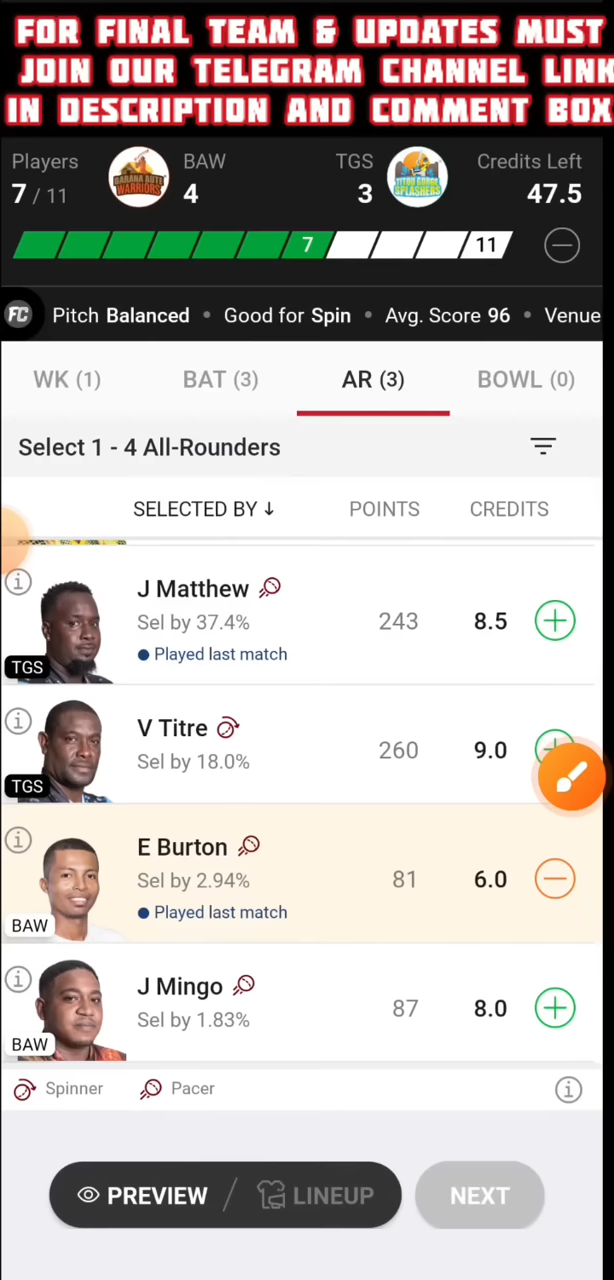 FOR FINAL TEAM & UPDATES MUST
JOIN OUR TELEGRAM CHANNEL LINK
IN DESCRIPTION AND COMMENT BOX
Players BAW TGS Credits Left
7 / 11 4 3 47.5
7 11
FC Pitch Balanced • Good for Spin • Avg. Score 96 • Venue
WK (1) BAT (3) AR (3) BOWL (0)
Select 1 - 4 All-Rounders
SELECTED BY ↓ POINTS CREDITS
J Matthew
Sel by 37.4% 243 8.5
Played last match
TGS
V Titre
Sel by 18.0% 260 9.0
TGS
E Burton
Sel by 2.94% 81 6.0
Played last match
BAW
J Mingo
Sel by 1.83% 87 8.0
BAW
Spinner Pacer
PREVIEW / LINEUP NEXT